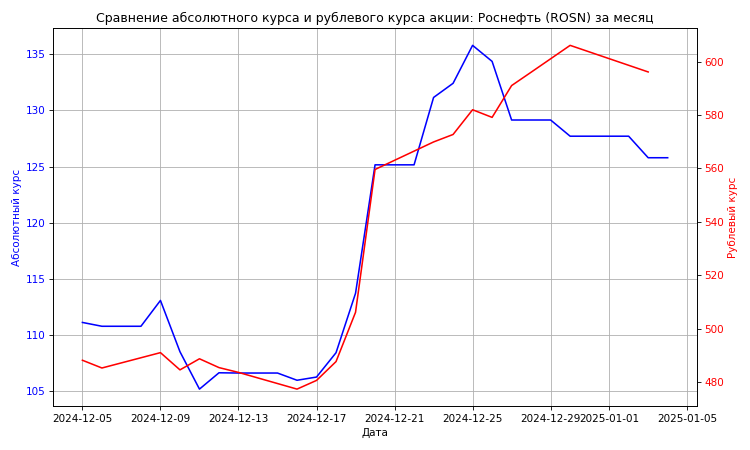 Сравнение абсолютного курса и рублевого курса акции: Роснефть (ROSN) за месяц
Абсолютный курс
135
130
125
120
115
110
105
600
580
560
540
520
500
480
Рублевый курс
2024-12-05 2024-12-09 2024-12-13 2024-12-17 2024-12-21 2024-12-25 2024-12-29 2025-01-01 2025-01-05
Дата